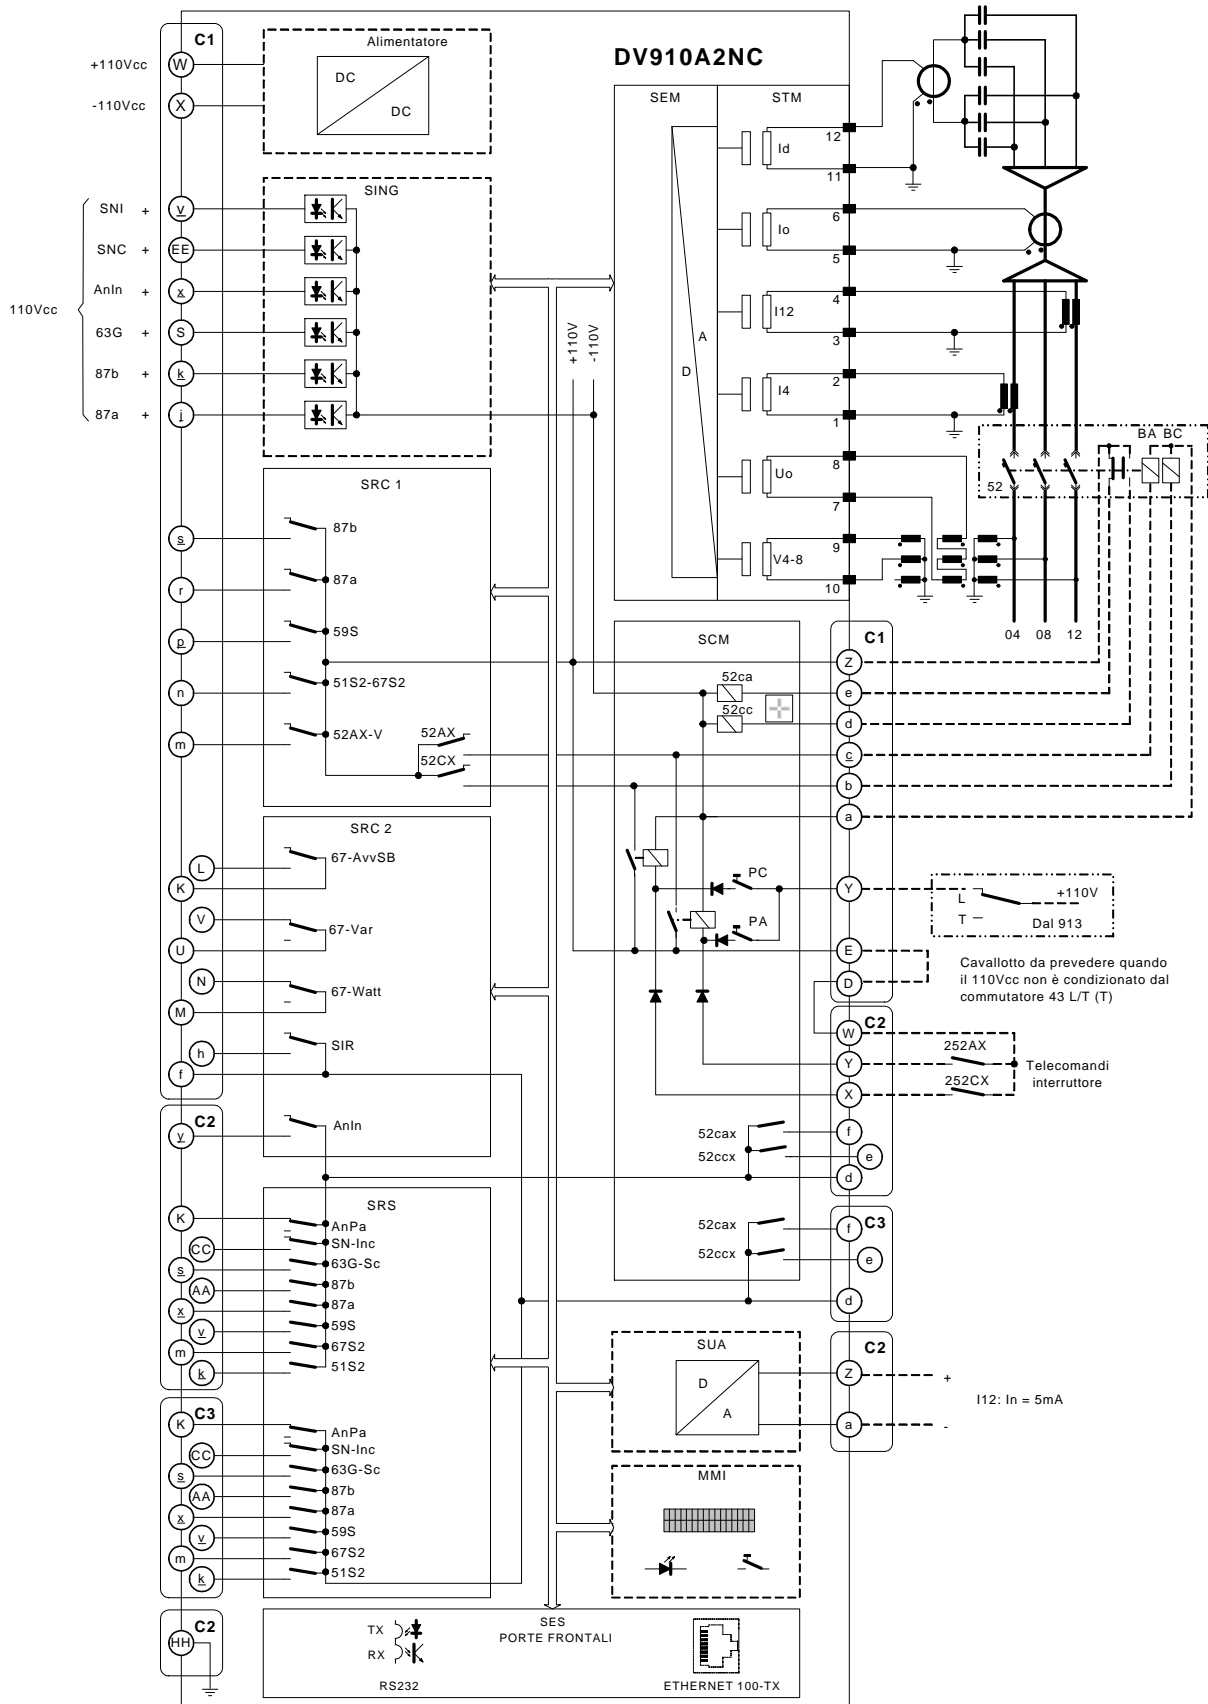 C1
Alimentatore
DV910A2NC
+110Vcc
W
DC
DC
-110Vcc
X
SEM
STM
12
Id
11
SING
SNI
+
v
SNC
+
EE
AnIn
+
x
110Vcc
63G
+
S
87b
+
k
87a
+
i
+110V
-110V
A
D
6
Io
5
4
I12
3
2
I4
1
8
Uo
7
9
V4-8
10
BA BC
52
04
08
12
SRC 1
s
87b
r
87a
p
59S
n
51S2-67S2
m
52AX-V
52AX
52CX
SCM
52ca
52cc
C1
Z
e
d
c
b
a
PC
Y
PA
E
D
L
T
+110V
Dal 913
Cavallotto da prevedere quando
il 110Vcc non è condizionato dal
commutatore 43 L/T (T)
SRC 2
L
67-AvvSB
K
V
67-Var
U
N
67-Watt
M
h
SIR
f
C2
W
Y
X
252AX
252CX
Telecomandi
interruttore
C2
y
AnIn
52cax
f
52ccx
e
d
SRS
K
AnPa
CC
SN-Inc
s
63G-Sc
AA
87b
x
87a
v
59S
m
67S2
k
51S2
52cax
f
C3
52ccx
e
d
SUA
D
A
C2
Z
+
I12: In = 5mA
a
-
C3
K
AnPa
CC
SN-Inc
s
63G-Sc
AA
87b
x
87a
v
59S
m
67S2
k
51S2
MMI
C2
HH
TX
RX
RS232
SES
PORTE FRONTALI
ETHERNET 100-TX